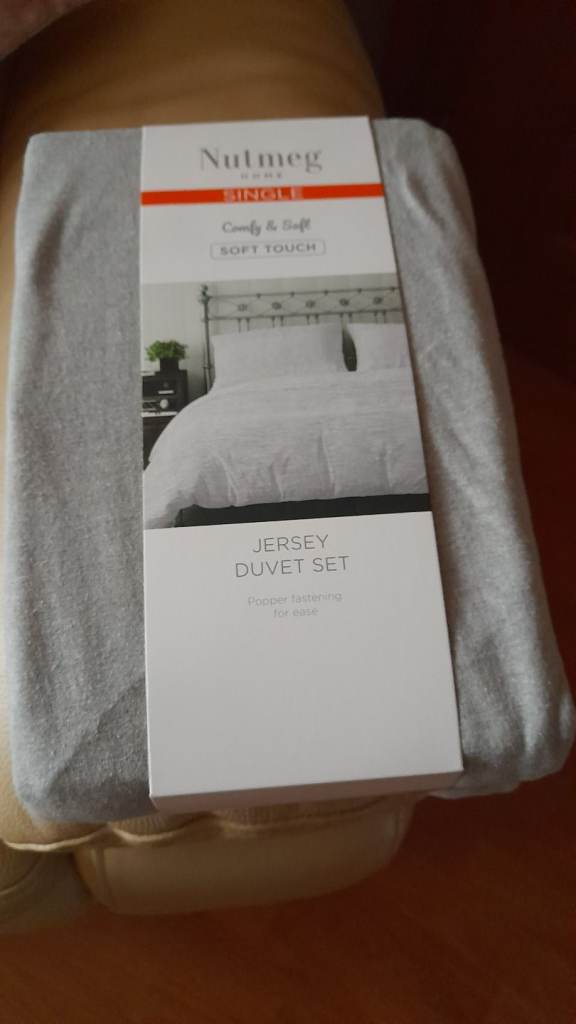 Nutmeg
HOME
SINGLE
Comfy & Soft
SOFT TOUCH
JERSEY
DUVET SET
Popper fastening
for ease